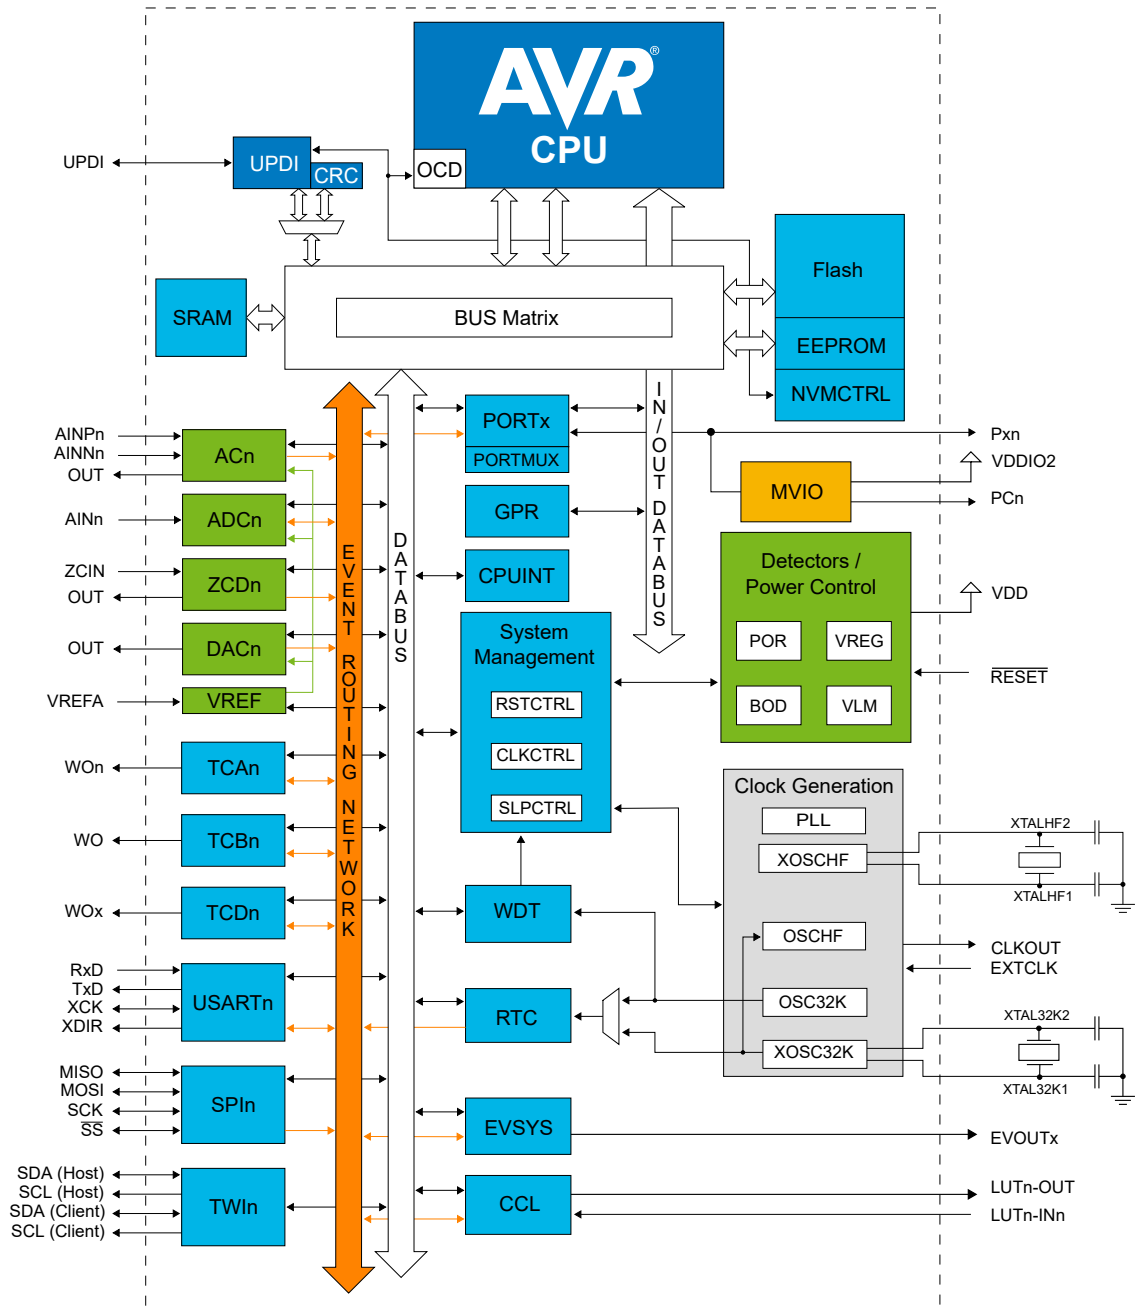 AVR®
CPU
OCD
UPDI
UPDI
CRC
Flash
SRAM
BUS Matrix
EEPROM
NVMCTRL
EVENT ROUTING NETWORK
DATABUS
IN/OUT DATABUS
AINPn
AINNn
OUT
ACn
AINn
ADCn
ZCIN
OUT
ZCDn
OUT
DACn
VREFA
VREF
WOn
TCAn
WO
TCBn
WOx
TCDn
RxD
TxD
XCK
XDIR
USARTn
MISO
MOSI
SCK
SS
SPIn
SDA (Host)
SCL (Host)
SDA (Client)
SCL (Client)
TWIn
PORTx
PORTMUX
GPR
CPUINT
System
Management
RSTCTRL
CLKCTRL
SLPCTRL
WDT
RTC
EVSYS
CCL
Pxn
VDDIO2
MVIO
PCn
Detectors /
Power Control
POR
VREG
BOD
VLM
VDD
RESET
Clock Generation
PLL
XOSCHF
OSCHF
OSC32K
XOSC32K
XTALHF2
XTALHF1
CLKOUT
EXTCLK
XTAL32K2
XTAL32K1
EVOUTx
LUTn-OUT
LUTn-INn